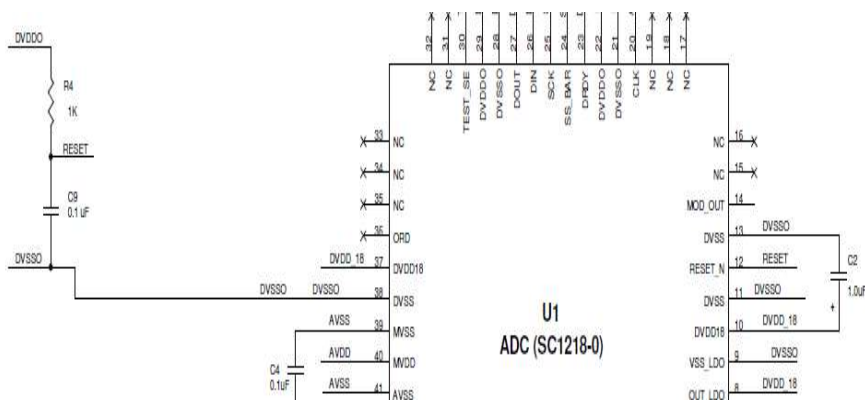 DVDDO
R4
1K
RESET
C9
0.1 uF
DVSSO
32 31 30 29 28 27 26 25 24 23 22 21 20 19 18 17
NC NC TEST_SE DVDDO DVSSO DOUT DIN SCK SS_BAR DRDY DVDDO DVSSO CLK NC NC NC
33 NC
34 NC
35 NC
36 ORD
DVDD_18 37 DVDD18
DVSSO DVSSO 38 DVSS
AVSS 39 MVSS
AVDD 40 MVDD
AVSS 41 AVSS
C4
0.1uF
U1
ADC (SC1218-0)
NC 16
NC 15
MOD_OUT 14
DVSS 13 DVSSO
RESET_N 12 RESET
DVSS 11 DVSSO
DVDD18 10 DVDD_18
VSS_LDO 9 DVSSO
OUT_LDO 8 DVDD_18
C2
1.0uF
+